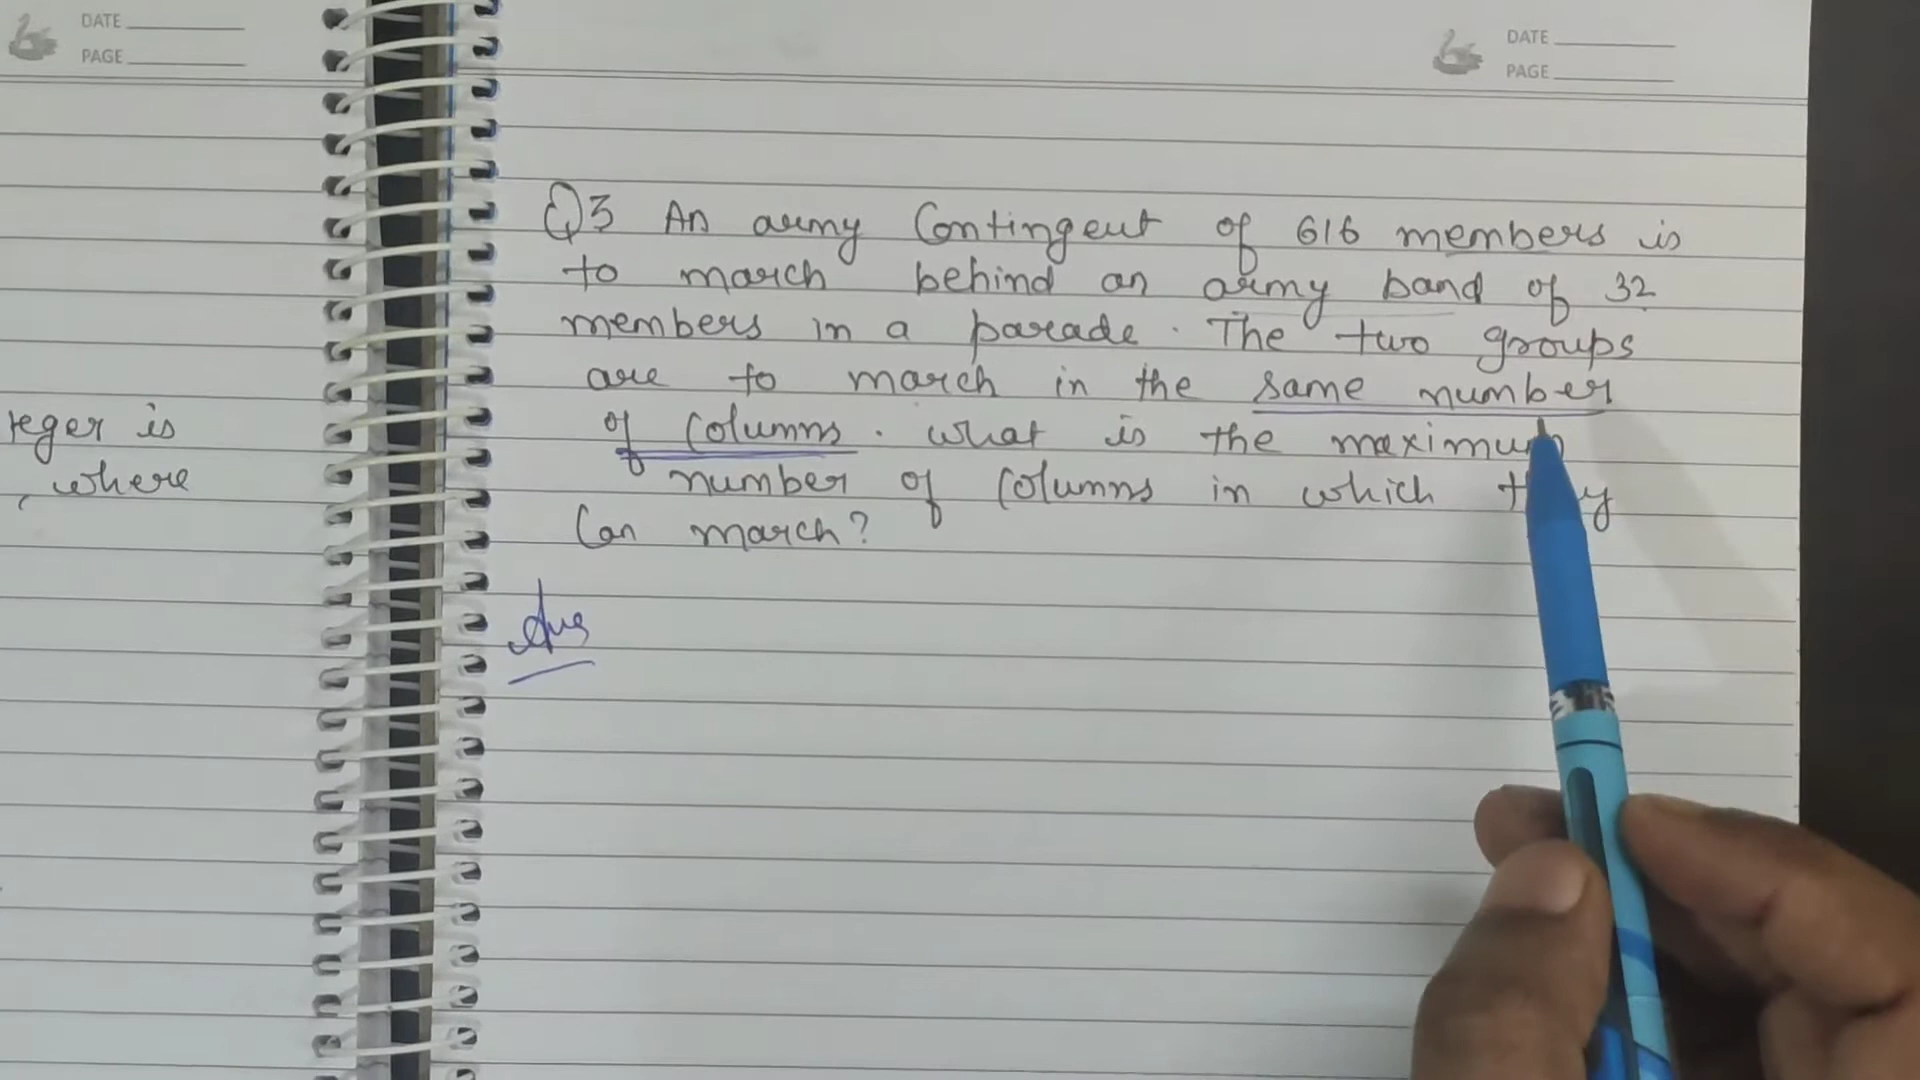 DATE
PAGE
DATE
PAGE
teger is
, where
Q3 An army Contingent of 616 members is
to march behind an army band of 32
members in a parade. The two groups
are to march in the same number
of Columns. what is the maximum
number of Columns in which they
Can march?
Ans